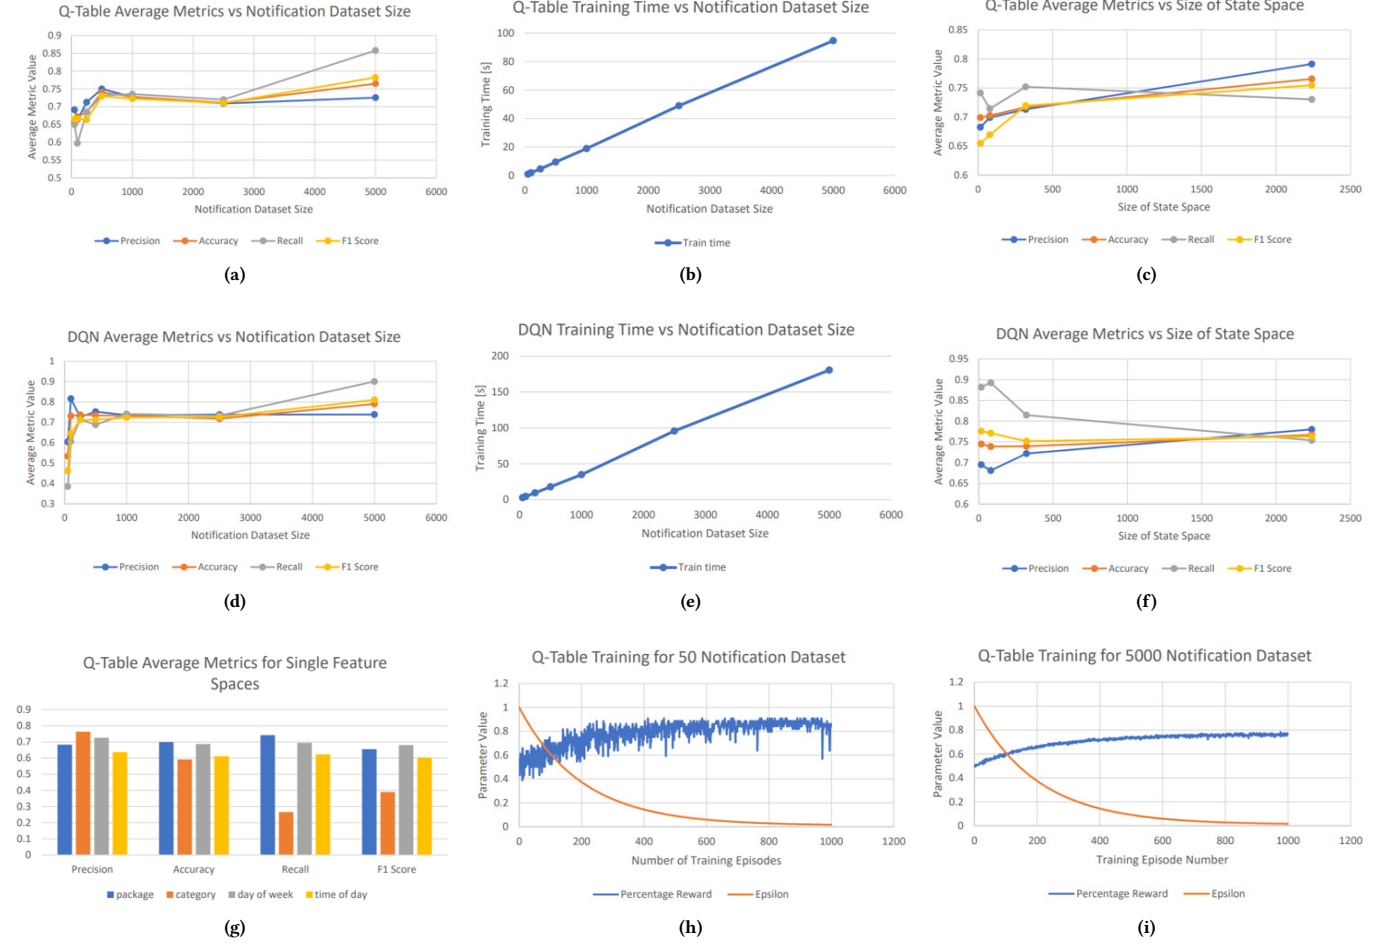 Q-Table Average Metrics vs Notification Dataset Size
Average Metric Value
0.9
0.85
0.8
0.75
0.7
0.65
0.6
0.55
0.5
0 1000 2000 3000 4000 5000 6000
Notification Dataset Size
Precision Accuracy Recall F1 Score
(a)
Q-Table Training Time vs Notification Dataset Size
Training Time [s]
100
80
60
40
20
0
0 1000 2000 3000 4000 5000 6000
Notification Dataset Size
Train time
(b)
Q-Table Average Metrics vs Size of State Space
Average Metric Value
0.85
0.8
0.75
0.7
0.65
0.6
0 500 1000 1500 2000 2500
Size of State Space
Precision Accuracy Recall F1 Score
(c)
DQN Average Metrics vs Notification Dataset Size
Average Metric Value
1
0.9
0.8
0.7
0.6
0.5
0.4
0.3
0 1000 2000 3000 4000 5000 6000
Notification Dataset Size
Precision Accuracy Recall F1 Score
(d)
DQN Training Time vs Notification Dataset Size
Training Time [s]
200
150
100
50
0
0 1000 2000 3000 4000 5000 6000
Notification Dataset Size
Train time
(e)
DQN Average Metrics vs Size of State Space
Average Metric Value
0.95
0.9
0.85
0.8
0.75
0.7
0.65
0.6
0 500 1000 1500 2000 2500
Size of State Space
Precision Accuracy Recall F1 Score
(f)
Q-Table Average Metrics for Single Feature
Spaces
0.9
0.8
0.7
0.6
0.5
0.4
0.3
0.2
0.1
0
Precision Accuracy Recall F1 Score
package category day of week time of day
(g)
Q-Table Training for 50 Notification Dataset
Parameter Value
1.2
1
0.8
0.6
0.4
0.2
0
0 200 400 600 800 1000 1200
Number of Training Episodes
Percentage Reward Epsilon
(h)
Q-Table Training for 5000 Notification Dataset
Parameter Value
1.2
1
0.8
0.6
0.4
0.2
0
0 200 400 600 800 1000 1200
Training Episode Number
Percentage Reward Epsilon
(i)